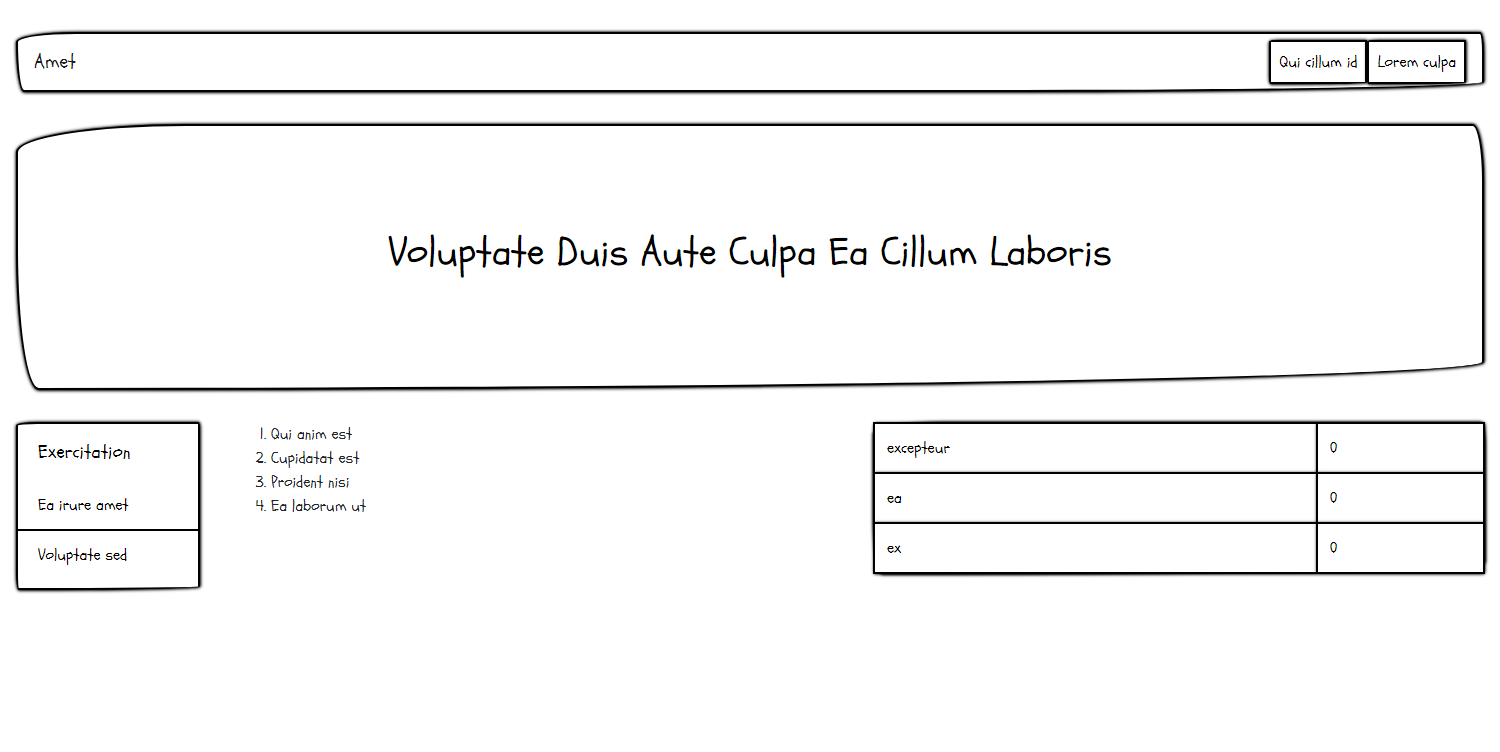 Amet
Qui cillum id
Lorem culpa
Voluptate Duis Aute Culpa Ea Cillum Laboris
Exercitation
Ea irure amet
Voluptate sed
1. Qui anim est
2. Cupidatat est
3. Proident nisi
4. Ea laborum ut
excepteur 0
ea 0
ex 0